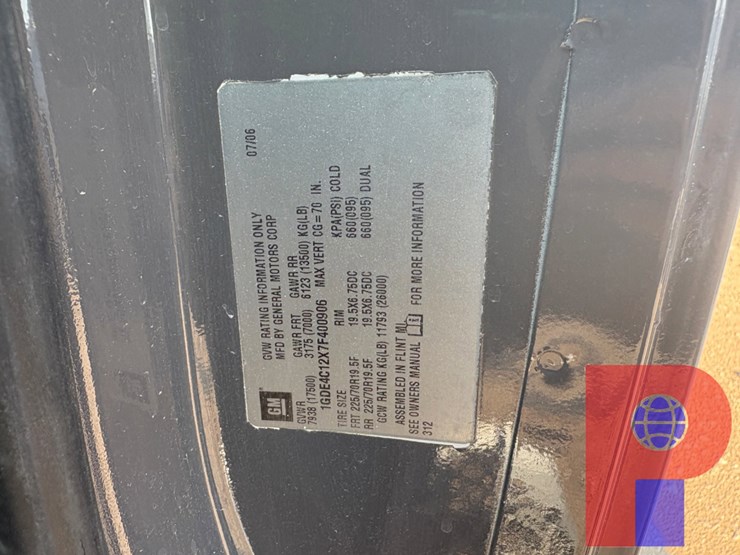 GM
GVW RATING INFORMATION ONLY 07/06
MFD BY GENERAL MOTORS CORP
GVWR GAWR FRT GAWR RR
7938 (17500) 3175 (7000) 6123 (13500) KG(LB)
1GDE4C12X7F400906 MAX VERT CG = 70 IN.
TIRE SIZE RIM KPA(PSI) COLD
FRT 225/70R19.5F 19.5X6.75DC 660(095)
RR 225/70R19.5F 19.5X6.75DC 660(095) DUAL
GCW RATING KG(LB) 11793 (26000)
ASSEMBLED IN FLINT MI.
SEE OWNERS MANUAL FOR MORE INFORMATION
312
P